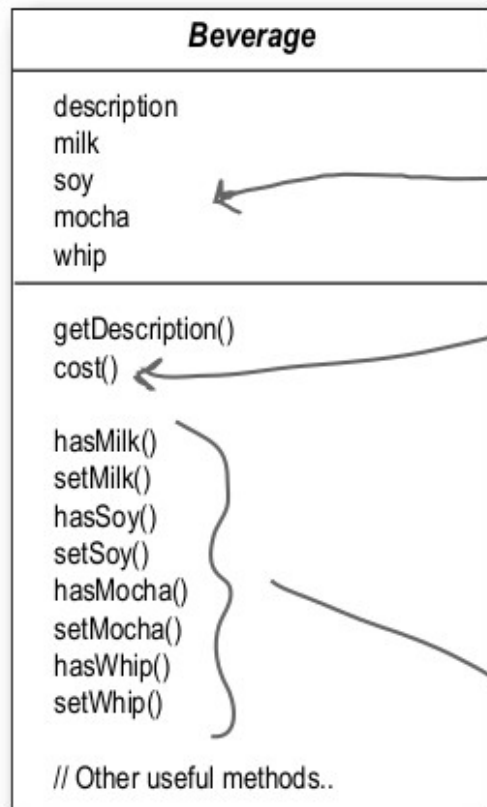 Beverage
description
milk
soy
mocha
whip
getDescription()
cost()
hasMilk()
setMilk()
hasSoy()
setSoy()
hasMocha()
setMocha()
hasWhip()
setWhip()
// Other useful methods..